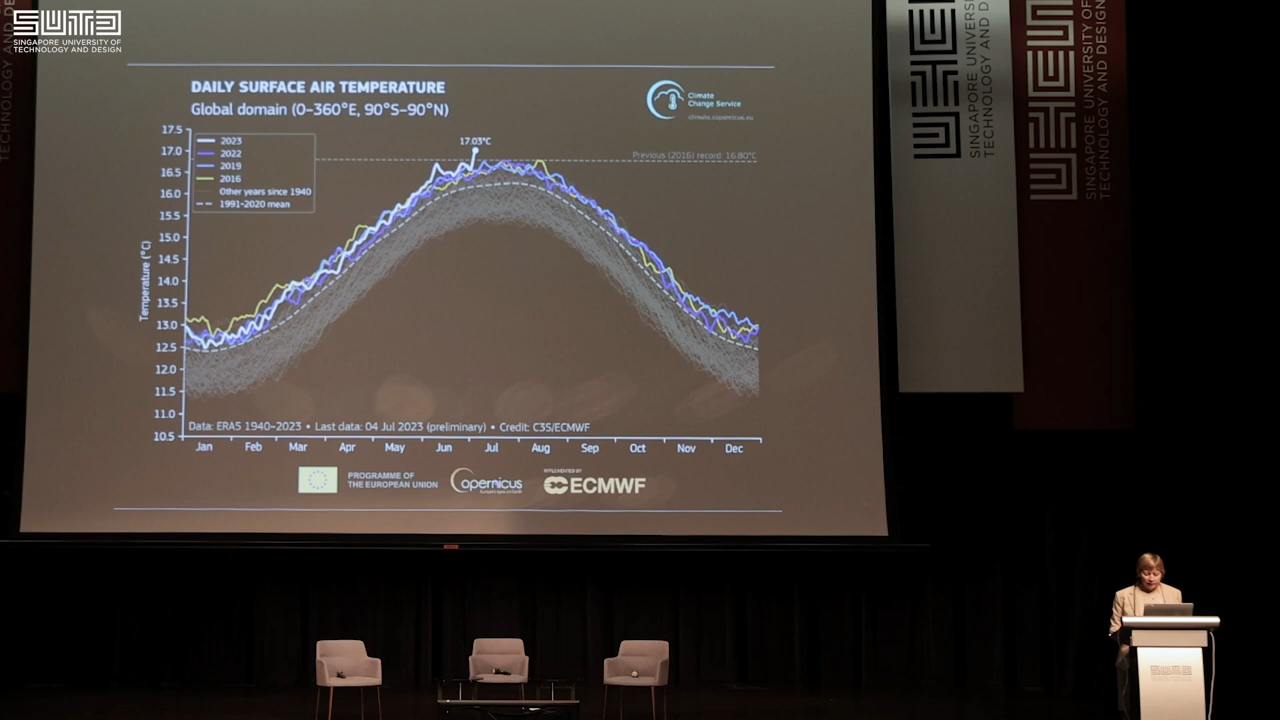 SUTD
SINGAPORE UNIVERSITY OF
TECHNOLOGY AND DESIGN
DAILY SURFACE AIR TEMPERATURE
Global domain (0–360°E, 90°S–90°N)
Climate
Change Service
climate.copernicus.eu
17.5
17.0
16.5
16.0
15.5
15.0
14.5
14.0
13.5
13.0
12.5
12.0
11.5
11.0
10.5
Temperature (°C)
2023
2022
2019
2016
Other years since 1940
1991-2020 mean
17.03°C
Previous (2016) record: 16.80°C
Data: ERA5 1940–2023 • Last data: 04 Jul 2023 (preliminary) • Credit: C3S/ECMWF
Jan Feb Mar Apr May Jun Jul Aug Sep Oct Nov Dec
PROGRAMME OF
THE EUROPEAN UNION
Copernicus
IMPLEMENTED BY
ECMWF
SINGAPORE UNIVERS
TECHNOLOGY AND D
SINGAPORE UNIVERSITY OF
TECHNOLOGY AND DESIGN
TECHNOLOGY AND DE